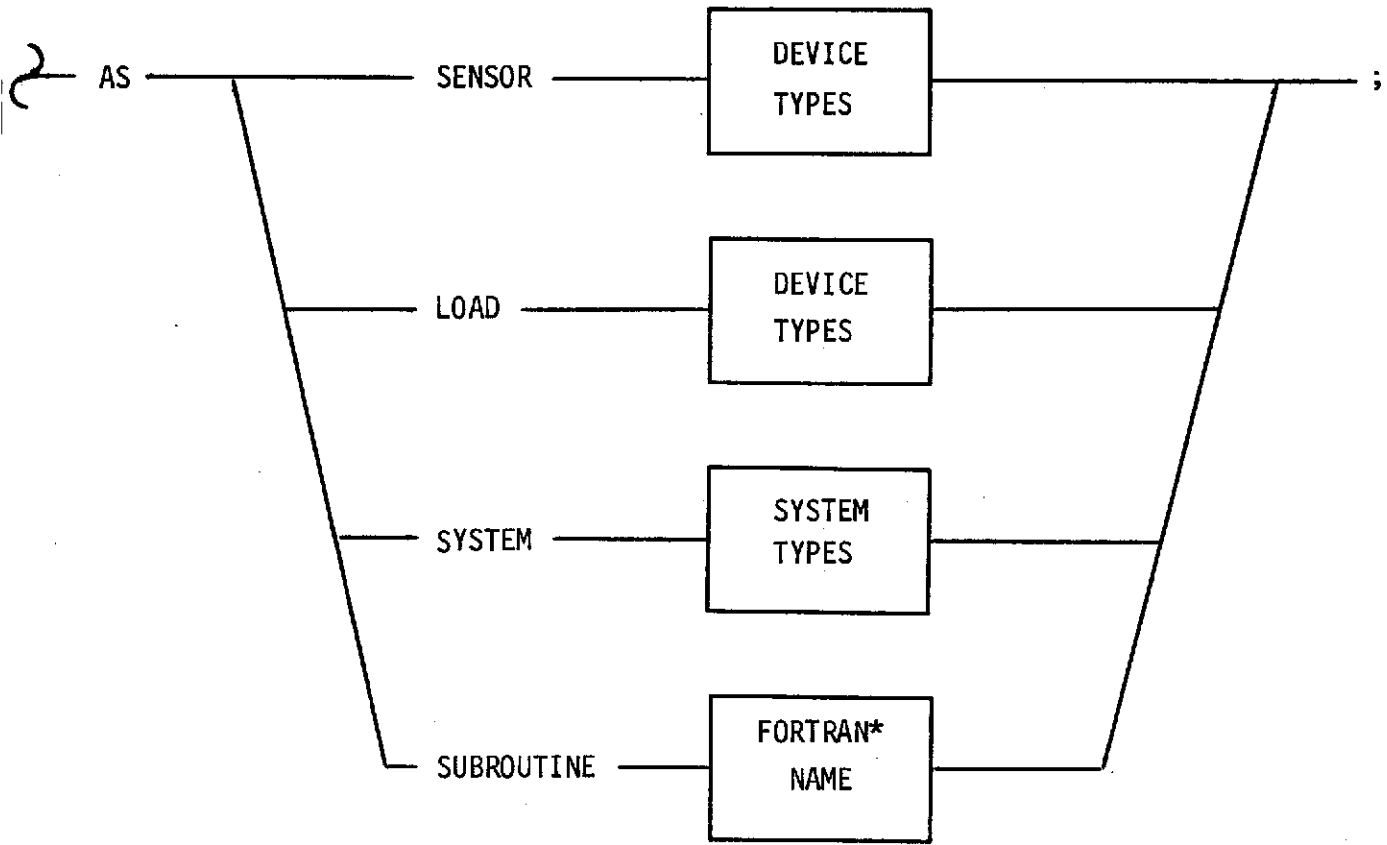 AS SENSOR DEVICE TYPES ;
LOAD DEVICE TYPES
SYSTEM SYSTEM TYPES
SUBROUTINE FORTRAN* NAME